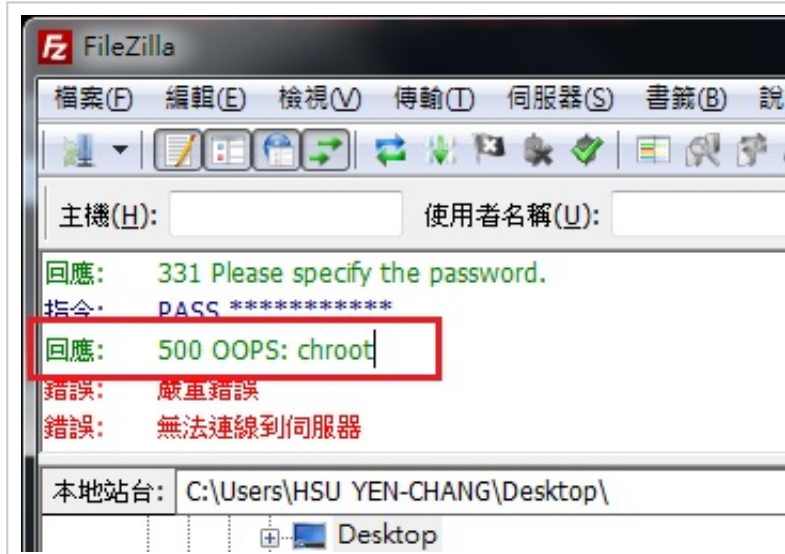 FileZilla
檔案(F) 編輯(E) 檢視(V) 傳輸(T) 伺服器(S) 書籤(B) 說
主機(H): 使用者名稱(U):
回應: 331 Please specify the password.
指令: PASS ***********
回應: 500 OOPS: chroot
錯誤: 嚴重錯誤
錯誤: 無法連線到伺服器
本地站台: C:\Users\HSU YEN-CHANG\Desktop\
Desktop